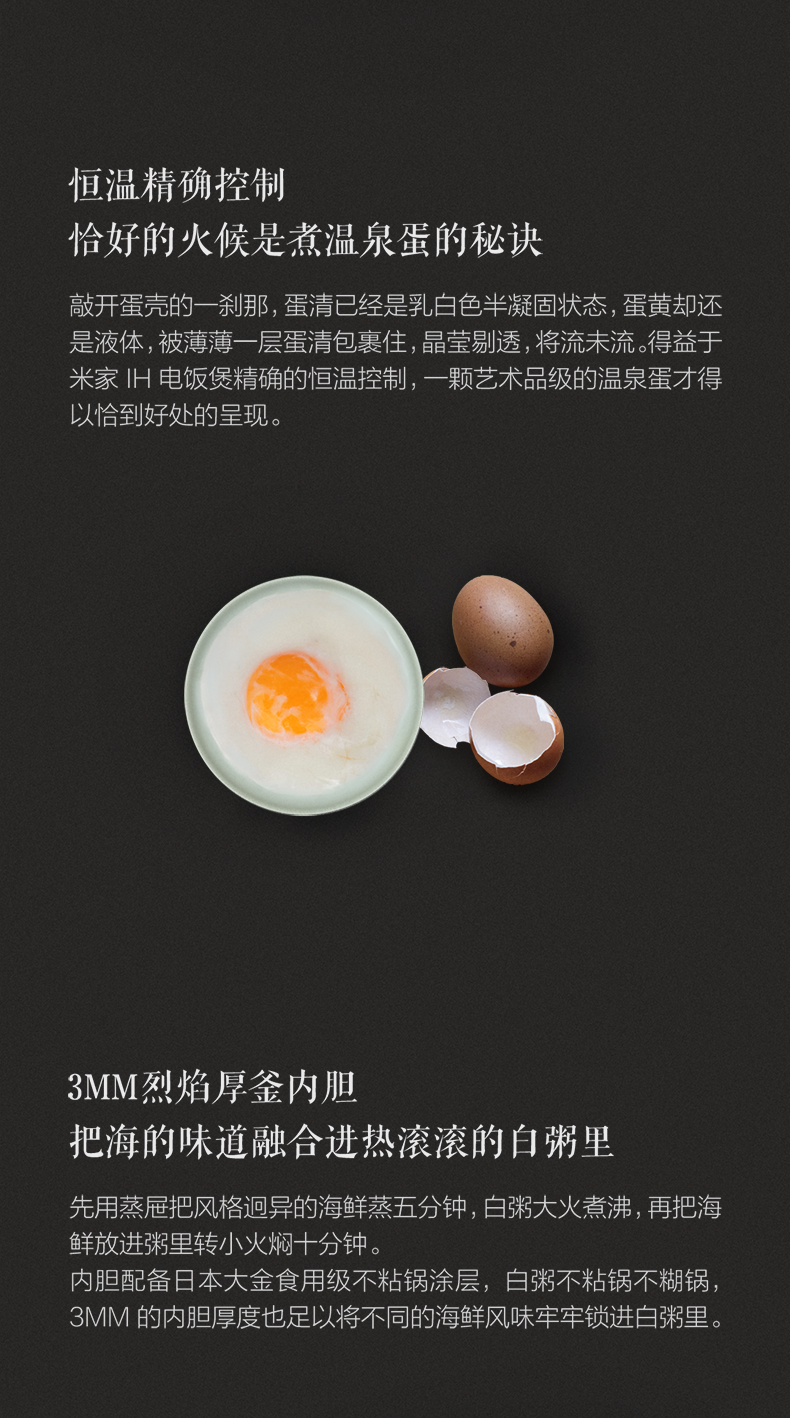 恒温精确控制
恰好的火候是煮温泉蛋的秘诀
敲开蛋壳的一刹那，蛋清已经是乳白色半凝固状态，蛋黄却还
是液体，被薄薄一层蛋清包裹住，晶莹剔透，将流未流。得益于
米家 IH 电饭煲精确的恒温控制，一颗艺术品级的温泉蛋才得
以恰到好处的呈现。
3MM烈焰厚釜内胆
把海的味道融合进热滚滚的白粥里
先用蒸屉把风格迥异的海鲜蒸五分钟，白粥大火煮沸，再把海
鲜放进粥里转小火焖十分钟。
内胆配备日本大金食用级不粘锅涂层，白粥不粘锅不糊锅，
3MM 的内胆厚度也足以将不同的海鲜风味牢牢锁进白粥里。